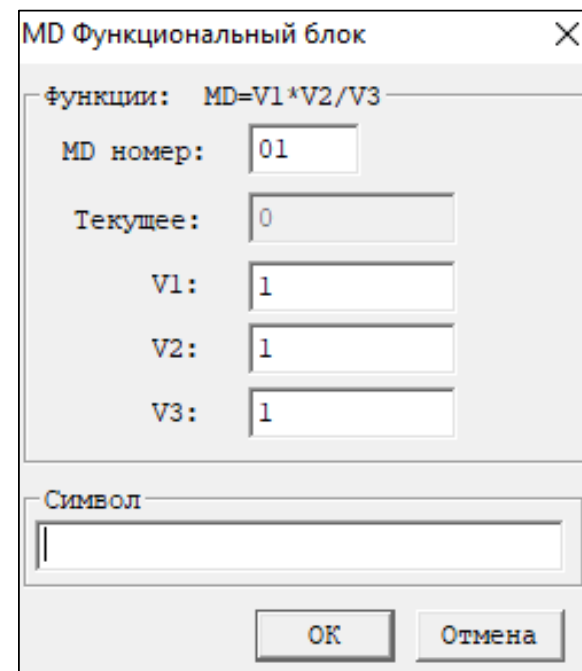 MD Функциональный блок
Функции: MD=V1*V2/V3
MD номер: 01
Текущее: 0
V1: 1
V2: 1
V3: 1
Символ
OK Отмена